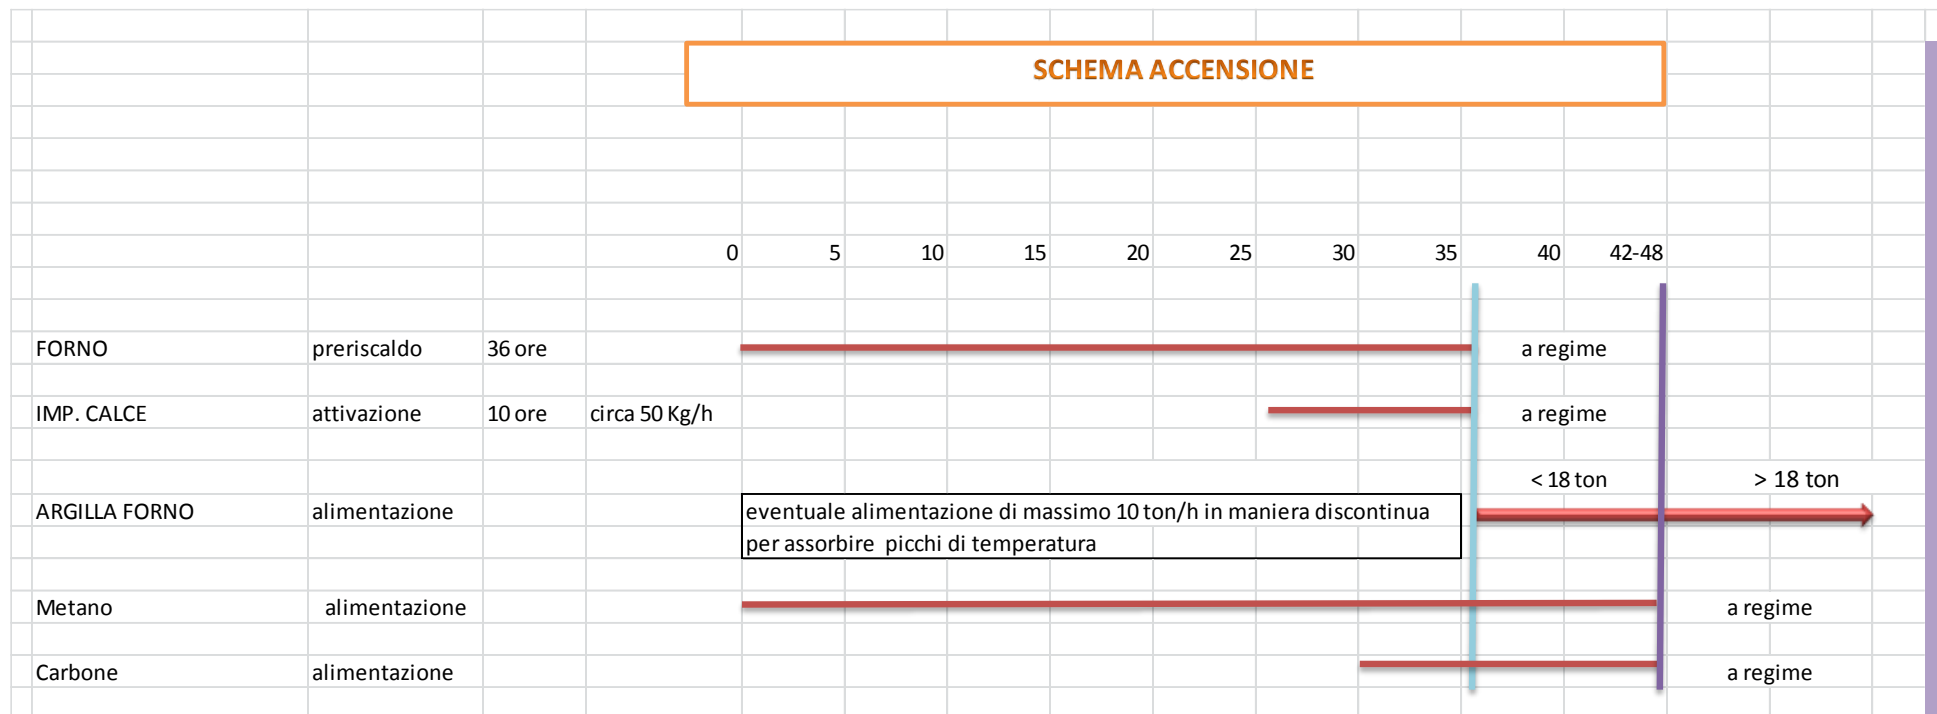 SCHEMA ACCENSIONE
0 5 10 15 20 25 30 35 40 42-48
FORNO preriscaldo 36 ore a regime
IMP. CALCE attivazione 10 ore circa 50 Kg/h a regime
< 18 ton > 18 ton
ARGILLA FORNO alimentazione eventuale alimentazione di massimo 10 ton/h in maniera discontinua
per assorbire picchi di temperatura
Metano alimentazione a regime
Carbone alimentazione a regime